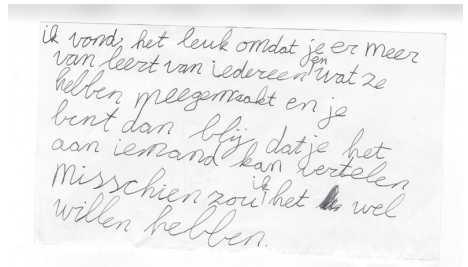 ik vond het leuk omdat je er meer
van leert van iedereen en wat ze
hebben meegemaakt en je
bent dan blij dat je het
aan iemand kan vertelen
Misschien zou ik het wel
willen hebben.